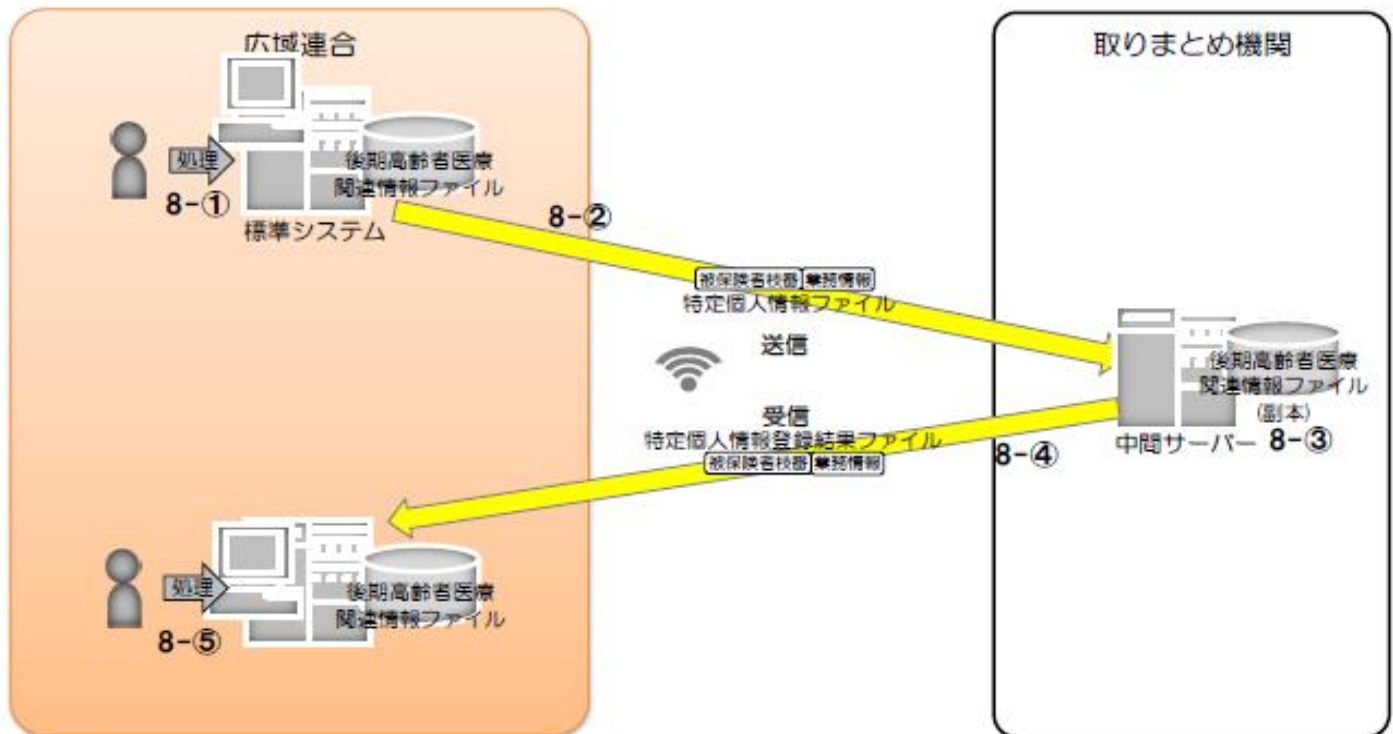 広域連合
取りまとめ機関
処理
8-①
後期高齢者医療
関連情報ファイル
標準システム
8-②
被保険者枝番 業務情報
特定個人情報ファイル
送信
受信
特定個人情報登録結果ファイル
被保険者枝番 業務情報
8-④
後期高齢者医療
関連情報ファイル
(副本)
中間サーバー 8-③
処理
8-⑤
後期高齢者医療
関連情報ファイル